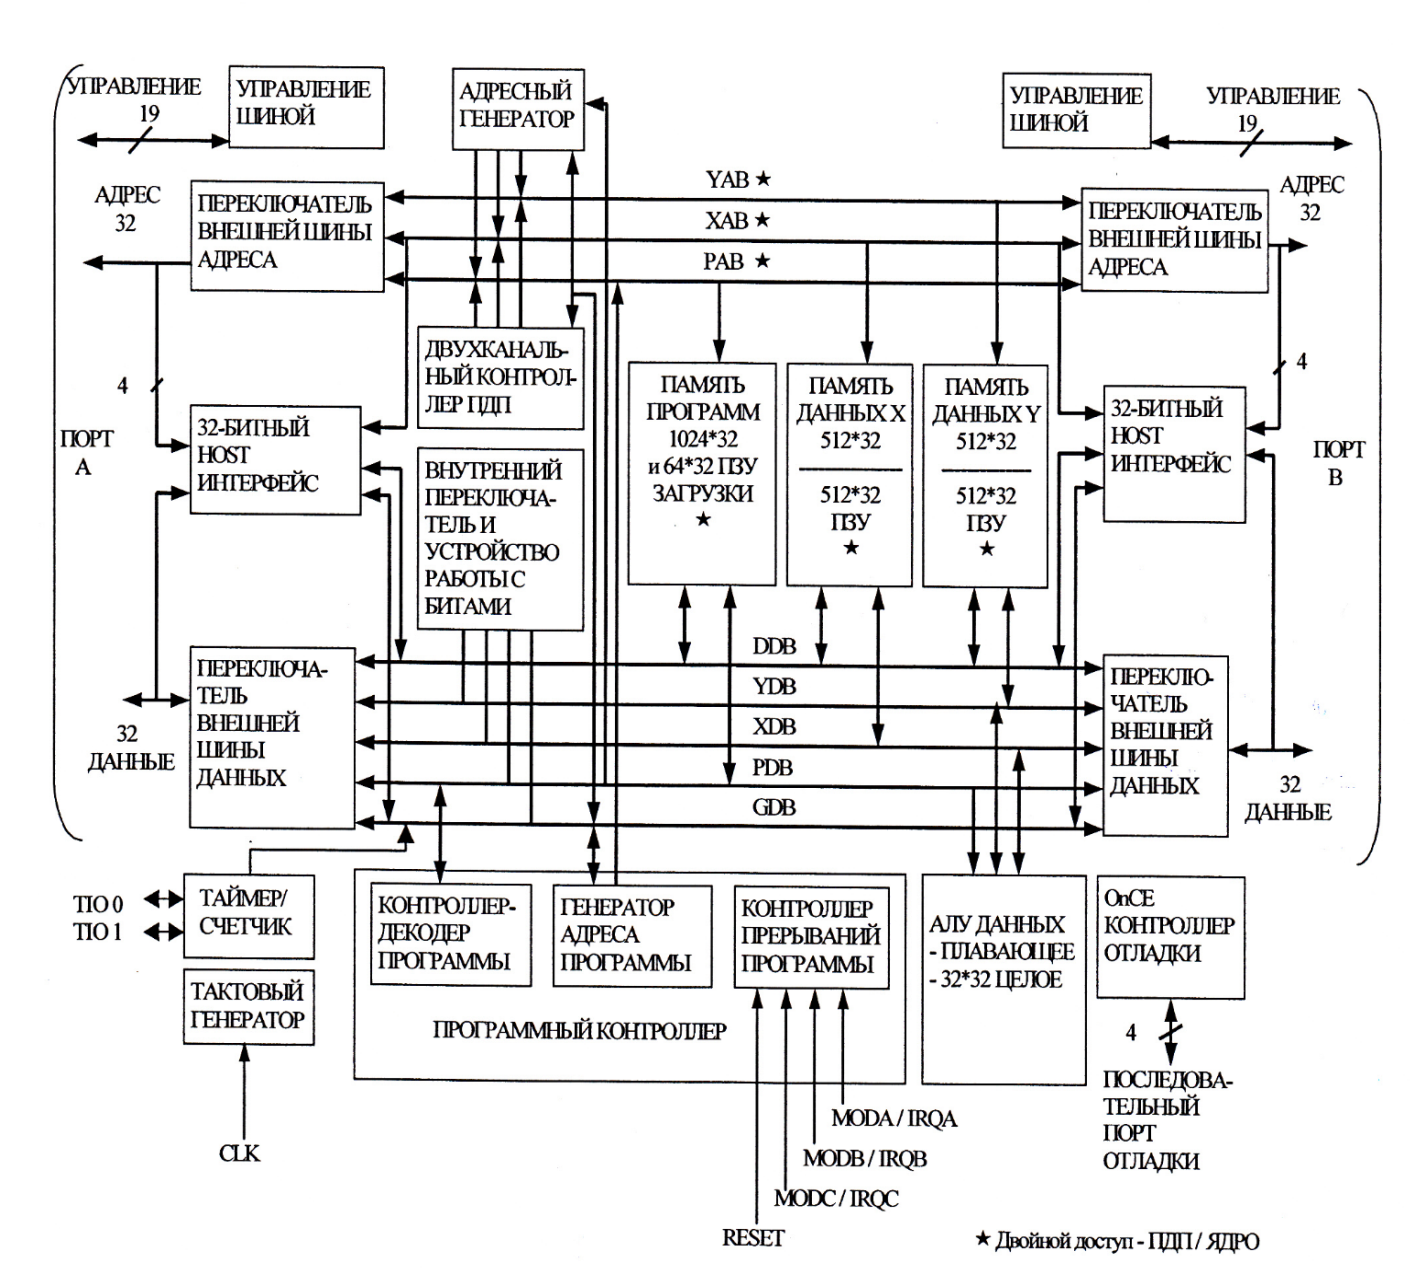 УПРАВЛЕНИЕ
19
УПРАВЛЕНИЕ
ШИНОЙ
АДРЕСНЫЙ
ГЕНЕРАТОР
УПРАВЛЕНИЕ
ШИНОЙ
УПРАВЛЕНИЕ
19
АДРЕС
32
ПЕРЕКЛЮЧАТЕЛЬ
ВНЕШНЕЙ ШИНЫ
АДРЕСА
YAB ★
XAB ★
PAB ★
ПЕРЕКЛЮЧАТЕЛЬ
ВНЕШНЕЙ ШИНЫ
АДРЕСА
АДРЕС
32
4
ПОРТ
А
32-БИТНЫЙ
HOST
ИНТЕРФЕЙС
ДВУХКАНАЛЬ-
НЫЙ КОНТРОЛ-
ЛЕР ПДП
ВНУТРЕННИЙ
ПЕРЕКЛЮЧА-
ТЕЛЬ И
УСТРОЙСТВО
РАБОТЫ С
БИТАМИ
ПАМЯТЬ
ПРОГРАММ
1024*32
и 64*32 ПЗУ
ЗАГРУЗКИ
★
ПАМЯТЬ
ДАННЫХ X
512*32
512*32
ПЗУ
★
ПАМЯТЬ
ДАННЫХ Y
512*32
512*32
ПЗУ
★
32-БИТНЫЙ
HOST
ИНТЕРФЕЙС
4
ПОРТ
В
ПЕРЕКЛЮЧА-
ТЕЛЬ
ВНЕШНЕЙ
ШИНЫ
ДАННЫХ
32
ДАННЫЕ
DDB
YDB
XDB
PDB
GDB
ПЕРЕКЛЮ-
ЧАТЕЛЬ
ВНЕШНЕЙ
ШИНЫ
ДАННЫХ
32
ДАННЫЕ
TIO 0
TIO 1
ТАЙМЕР/
СЧЕТЧИК
ТАКТОВЫЙ
ГЕНЕРАТОР
CLK
КОНТРОЛЛЕР-
ДЕКОДЕР
ПРОГРАММЫ
ГЕНЕРАТОР
АДРЕСА
ПРОГРАММЫ
КОНТРОЛЛЕР
ПРЕРЫВАНИЙ
ПРОГРАММЫ
ПРОГРАММНЫЙ КОНТРОЛЛЕР
АЛУ ДАННЫХ
- ПЛАВАЮЩЕЕ
- 32*32 ЦЕЛОЕ
OnCE
КОНТРОЛЛЕР
ОТЛАДКИ
4
ПОСЛЕДОВА-
ТЕЛЬНЫЙ
ПОРТ
ОТЛАДКИ
MODA / IRQA
MODB / IRQB
MODC / IRQC
RESET
★ Двойной доступ - ПДП / ЯДРО